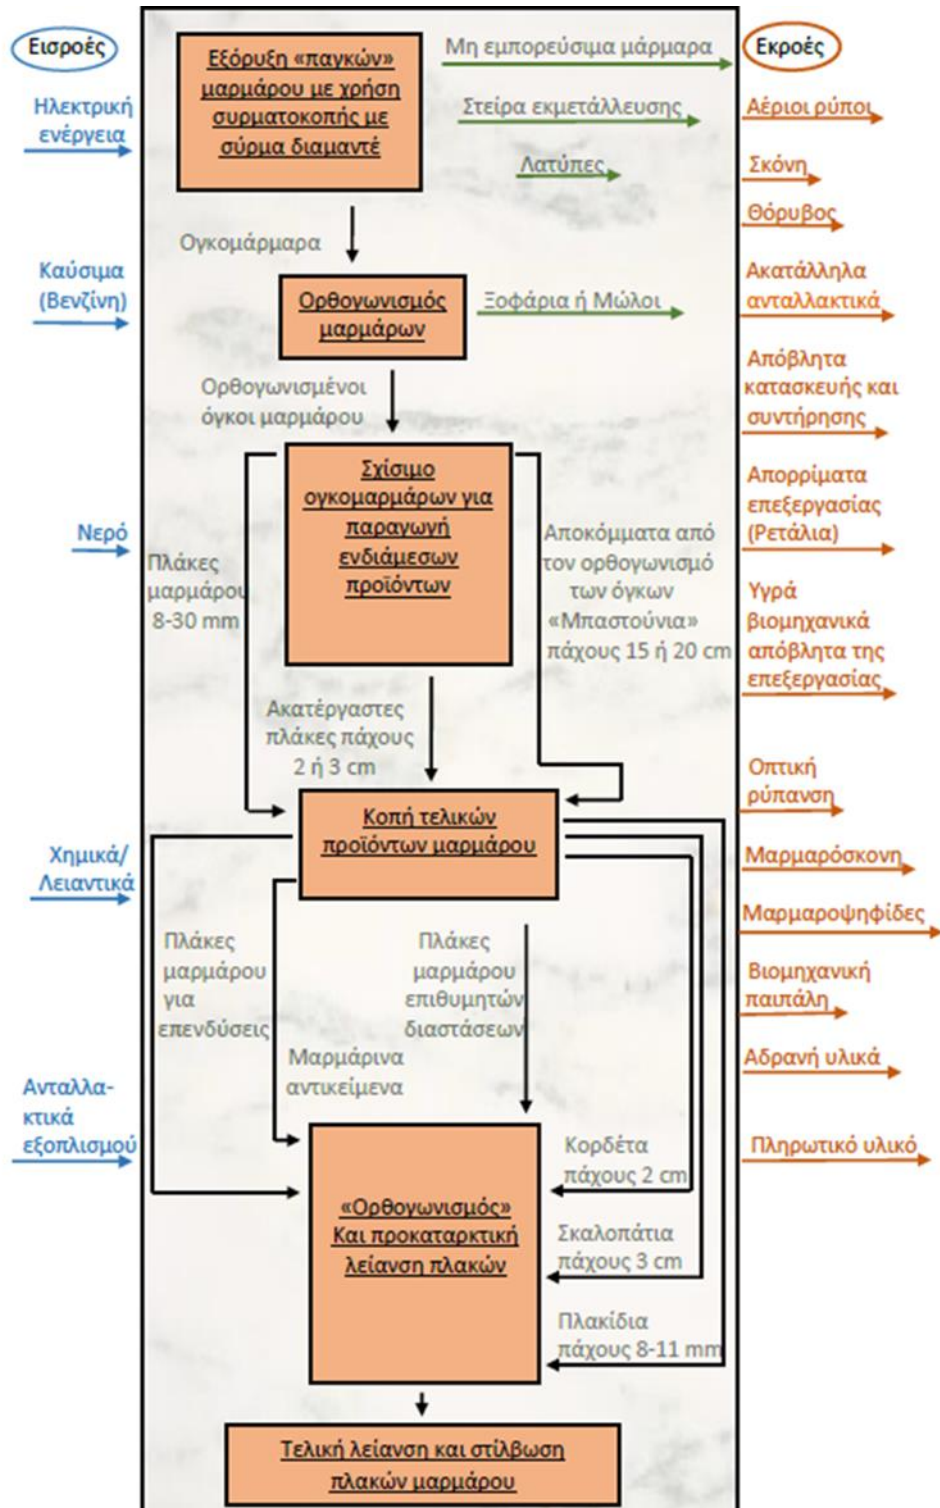 Εισροές
Ηλεκτρική
ενέργεια
Καύσιμα
(Βενζίνη)
Νερό
Χημικά/
Λειαντικά
Ανταλλα-
κτικά
εξοπλισμού
Εξόρυξη «παγκών»
μαρμάρου με χρήση
συρματοκοπής με
σύρμα διαμαντέ
Μη εμπορεύσιμα μάρμαρα
Στείρα εκμετάλλευσης
Λατύπες
Ογκομάρμαρα
Ορθογωνισμός
μαρμάρων
Ξοφάρια ή Μώλοι
Ορθογωνισμένοι
όγκοι μαρμάρου
Σχίσιμο
ογκομαρμάρων για
παραγωγή
ενδιάμεσων
προϊόντων
Πλάκες
μαρμάρου
8-30 mm
Αποκόμματα από
τον ορθογωνισμό
των όγκων
«Μπαστούνια»
πάχους 15 ή 20 cm
Ακατέργαστες
πλάκες πάχους
2 ή 3 cm
Κοπή τελικών
προϊόντων μαρμάρου
Πλάκες
μαρμάρου
για
επενδύσεις
Πλάκες
μαρμάρου
επιθυμητών
διαστάσεων
Μαρμάρινα
αντικείμενα
«Ορθογωνισμός»
Και προκαταρκτική
λείανση πλακών
Κορδέτα
πάχους 2 cm
Σκαλοπάτια
πάχους 3 cm
Πλακίδια
πάχους 8-11 mm
Τελική λείανση και στίλβωση
πλακών μαρμάρου
Εκροές
Αέριοι ρύποι
Σκόνη
Θόρυβος
Ακατάλληλα
ανταλλακτικά
Απόβλητα
κατασκευής και
συντήρησης
Απορρίματα
επεξεργασίας
(Ρετάλια)
Υγρά
βιομηχανικά
απόβλητα της
επεξεργασίας
Οπτική
ρύπανση
Μαρμαρόσκονη
Μαρμαροψηφίδες
Βιομηχανική
παιπάλη
Αδρανή υλικά
Πληρωτικό υλικό